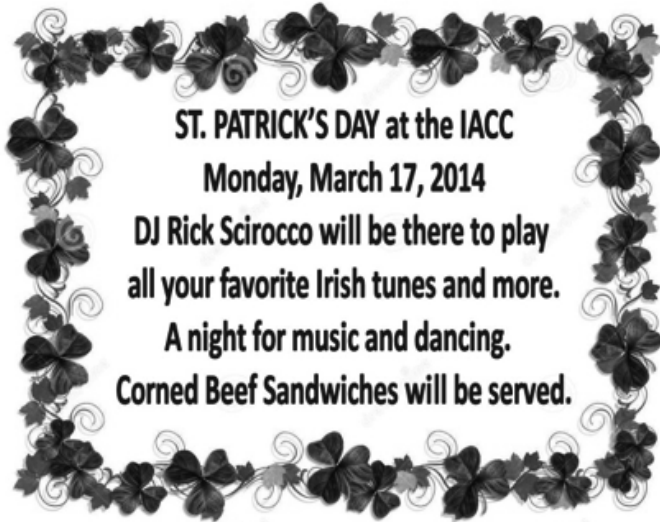 ST. PATRICK'S DAY at the IACC
Monday, March 17, 2014
DJ Rick Scirocco will be there to play
all your favorite Irish tunes and more.
A night for music and dancing.
Corned Beef Sandwiches will be served.